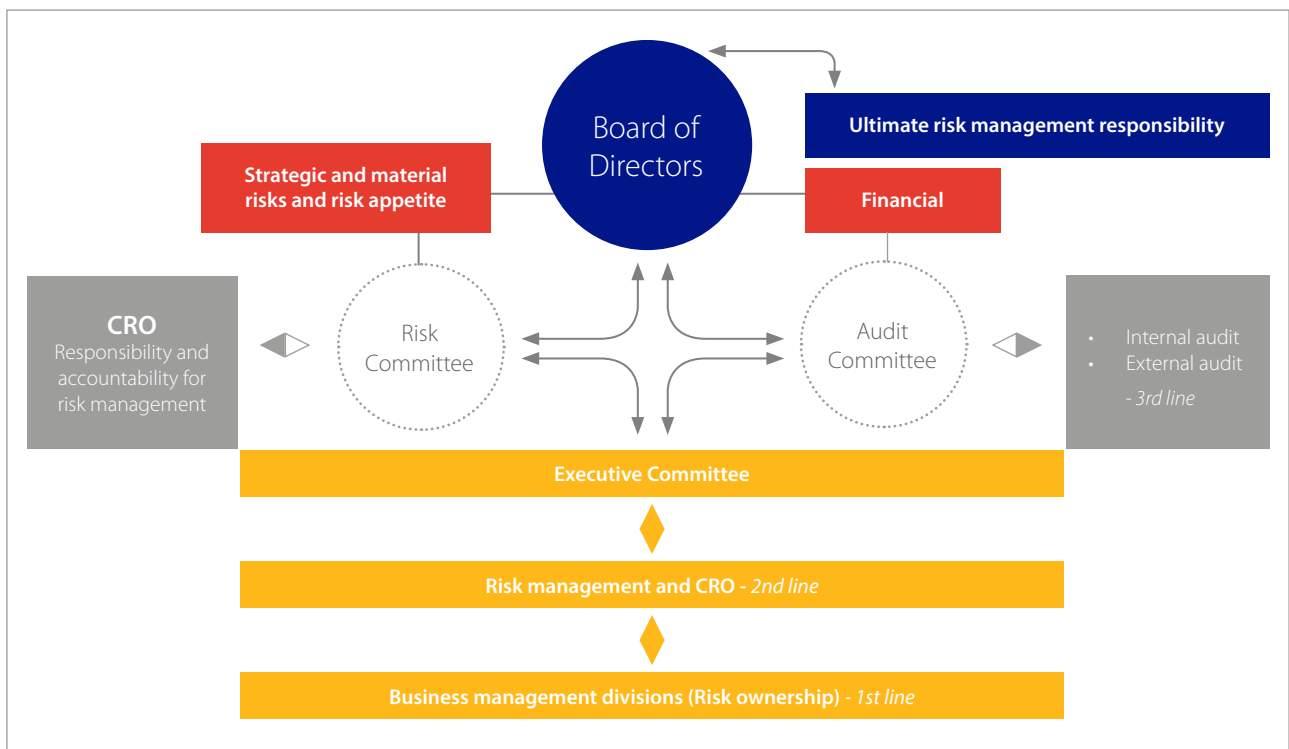 Board of
Directors
Ultimate risk management responsibility
Strategic and material
risks and risk appetite
Financial
CRO
Responsibility and
accountability for
risk management
Risk
Committee
Audit
Committee
• Internal audit
• External audit
- 3rd line
Executive Committee
Risk management and CRO - 2nd line
Business management divisions (Risk ownership) - 1st line